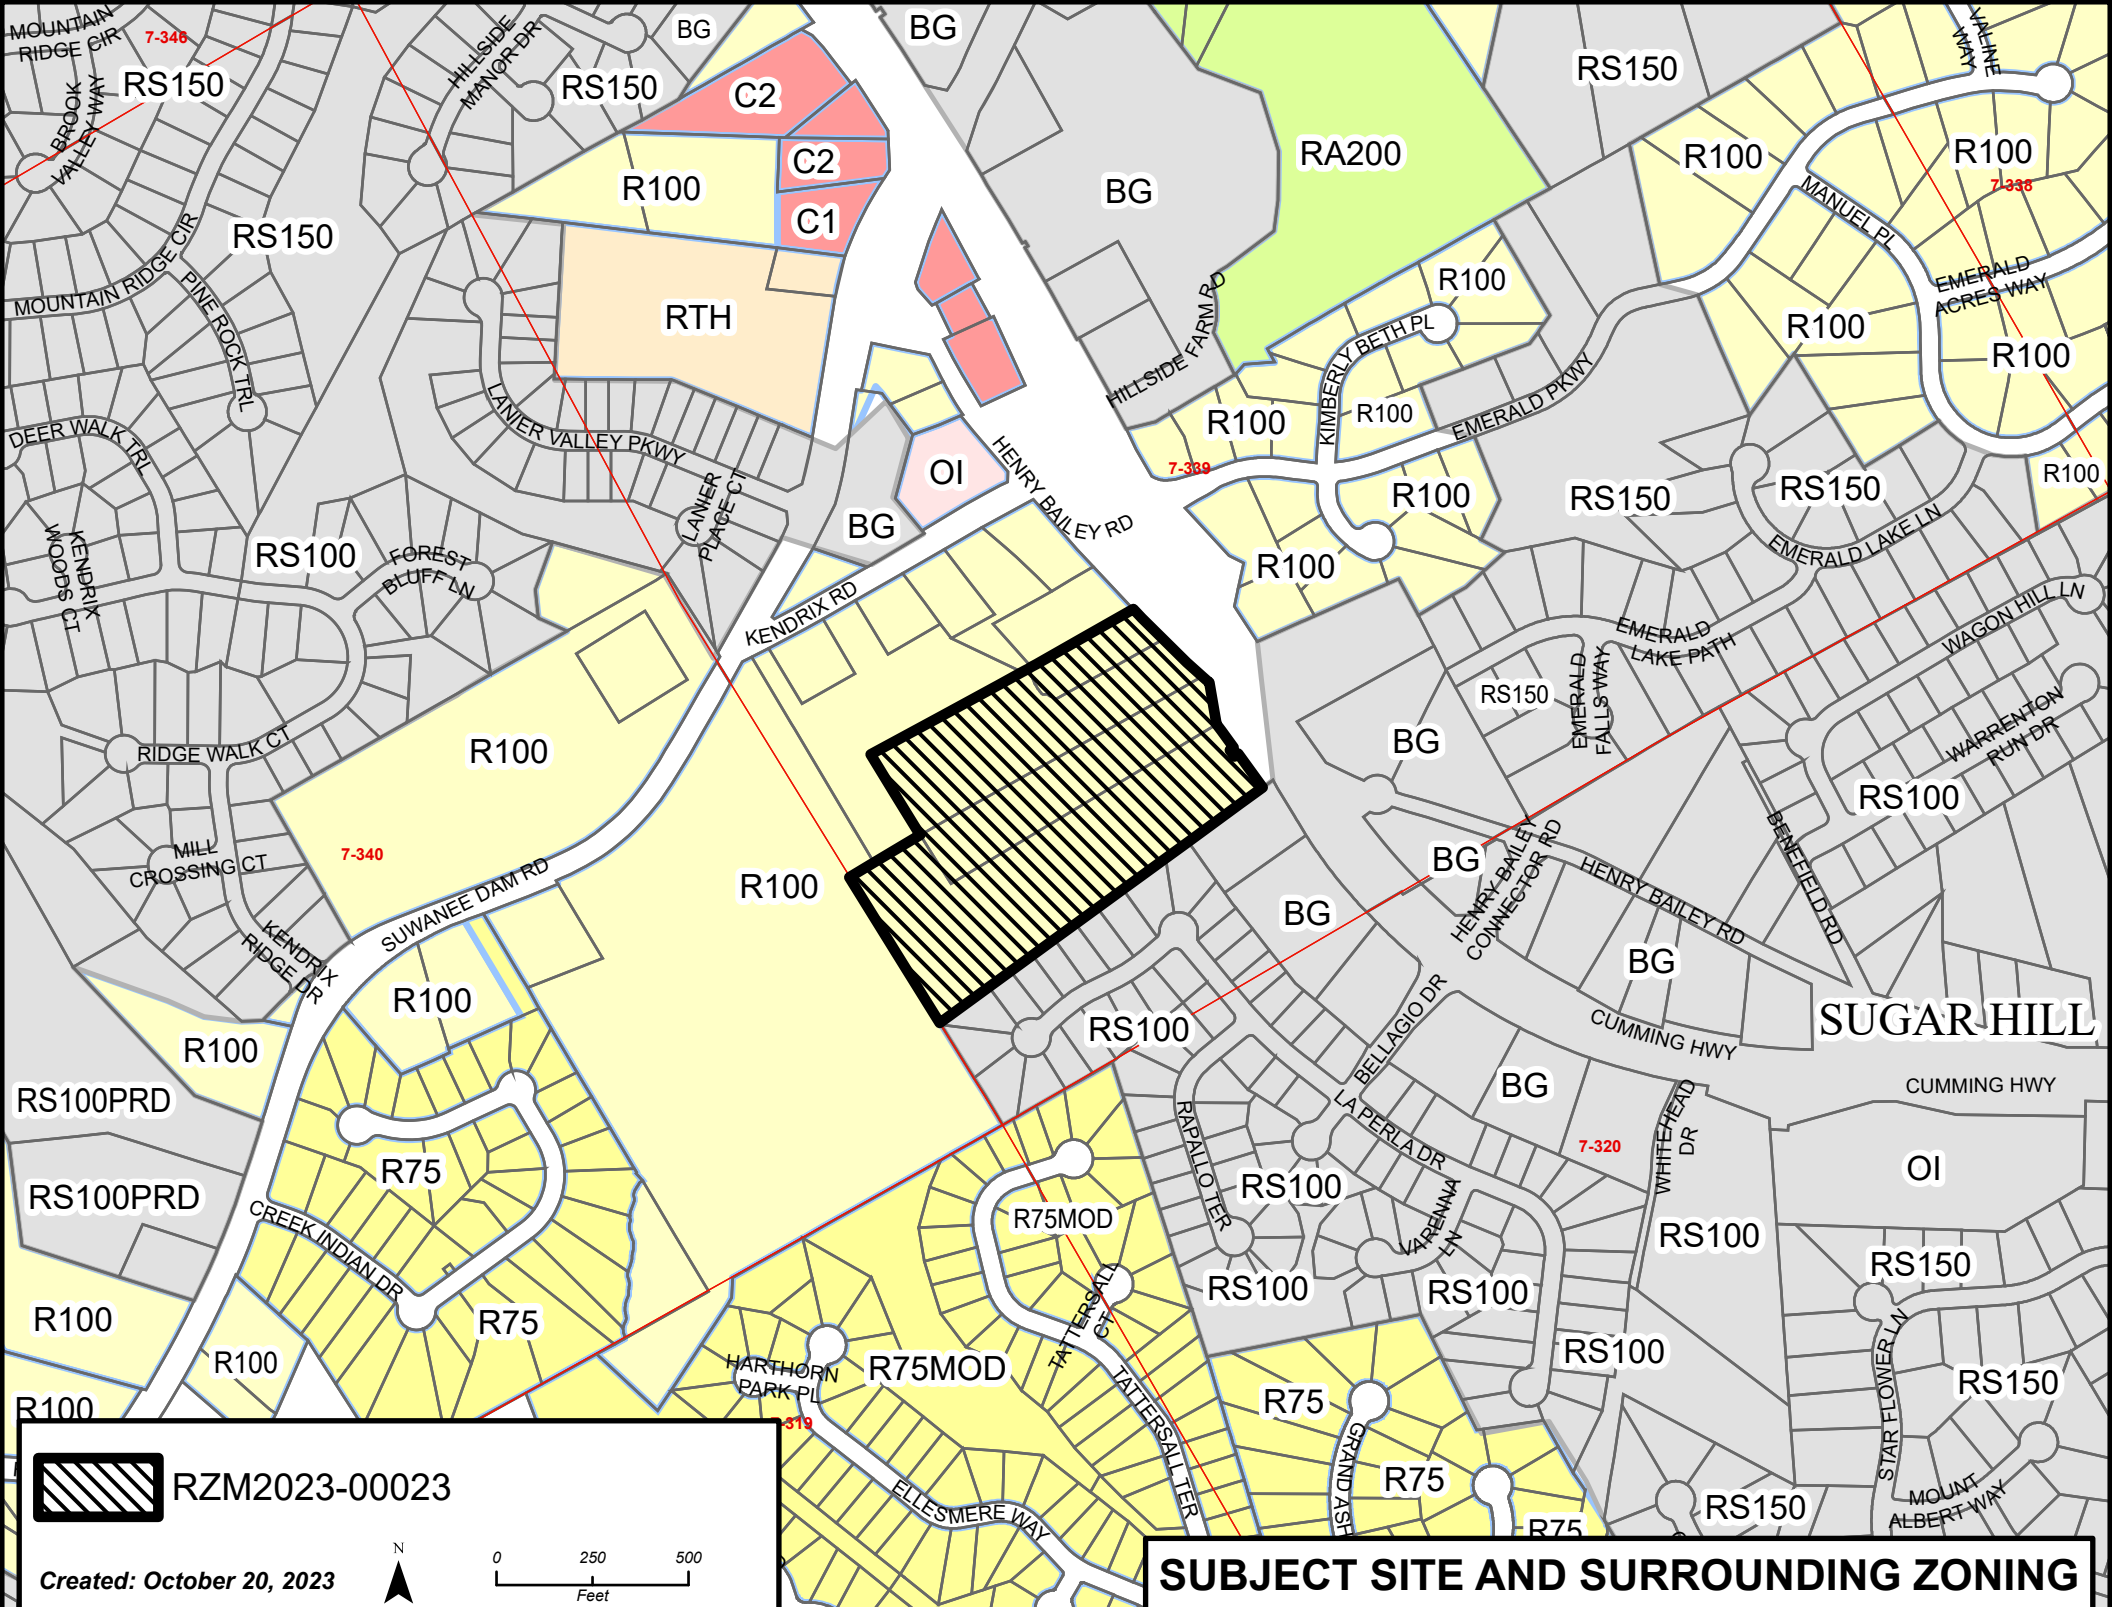 MOUNTAIN
RIDGE CIR
7-346
HILLSIDE
MANOR DR
BG
BG
VALINE
WAY
RS150
RS150
C2
RS150
BROOK
VALLEY WAY
RA200
R100
R100
C2
R100
BG
7-338
MANUEL PL
C1
RS150
MOUNTAIN RIDGE CIR
PINE ROCK TRL
RTH
HILLSIDE FARM RD
R100
EMERALD
ACRES WAY
KIMBERLY BETH PL
R100
R100
EMERALD PKWY
DEER WALK TRL
LANIER VALLEY PKWY
R100
R100
HENRY BAILEY RD
7-339
OI
R100
R100
RS150
RS150
LANIER
PLACE CT
BG
EMERALD LAKE LN
KENDRIX
WOODS CT
RS100
FOREST
BLUFF LN
R100
KENDRIX RD
EMERALD
LAKE PATH
WAGON HILL LN
RS150
EMERALD
FALLS WAY
WARRENTON
RUN DR
RIDGE WALK CT
R100
BG
RS100
MILL
CROSSING CT
7-340
R100
BG
HENRY BAILEY
CONNECTOR RD
HENRY BAILEY RD
BENEFIELD RD
SUWANEE DAM RD
BG
KENDRIX
RIDGE DR
BG
R100
RS100
BELLAGIO DR
SUGAR HILL
CUMMING HWY
R100
RS100PRD
BG
CUMMING HWY
WHITEHEAD
DR
RAPALLO TER
LA PERLA DR
7-320
R75
OI
RS100PRD
RS100
CREEK INDIAN DR
R75MOD
VARENNA
LN
RS100
RS150
TATTERSALL
CT
RS100
RS100
R100
R75
STAR FLOWER LN
R100
HARTHORN
PARK PL
R75MOD
RS100
TATTERSALL TER
R75
RS150
R100
319
GRAND ASH
R75
RZM2023-00023
ELLESMERE WAY
MOUNT
ALBERT WAY
RS150
R75
N
0 250 500
Feet
Created: October 20, 2023
SUBJECT SITE AND SURROUNDING ZONING